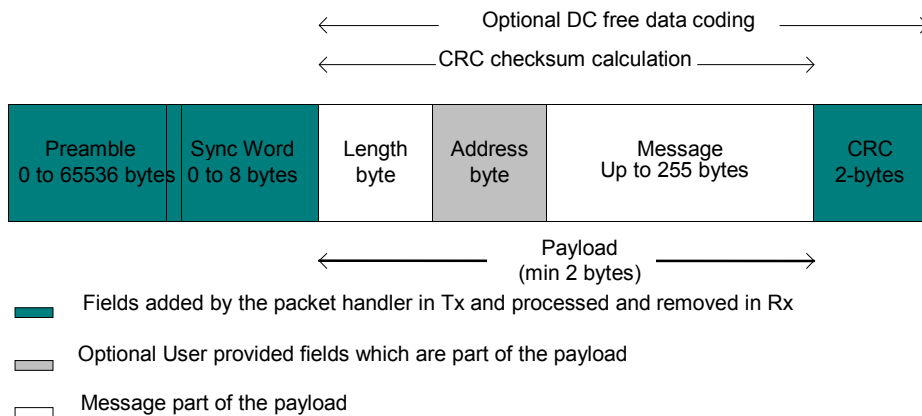 Optional DC free data coding
CRC checksum calculation
Preamble
0 to 65536 bytes
Sync Word
0 to 8 bytes
Length
byte
Address
byte
Message
Up to 255 bytes
CRC
2-bytes
Payload
(min 2 bytes)
Fields added by the packet handler in Tx and processed and removed in Rx
Optional User provided fields which are part of the payload
Message part of the payload